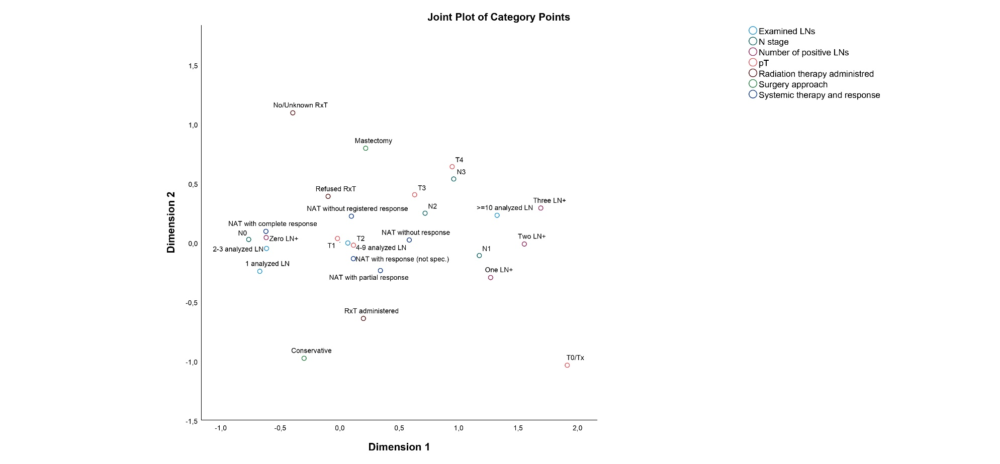 Joint Plot of Category Points
Examined LNs
N stage
Number of positive LNs
pT
Radiation therapy administred
Surgery approach
Systemic therapy and response
Dimension 2
1,5
1,0
0,5
0,0
-0,5
-1,0
-1,5
No/Unknown RxT
Mastectomy
T4
N3
T3
Refused RxT
Three LN+
N2
>=10 analyzed LN
NAT without registered response
NAT with complete response
N0
NAT without response
Two LN+
Zero LN+
T2
T1
4-9 analyzed LN
2-3 analyzed LN
N1
NAT with response (not spec.)
1 analyzed LN
One LN+
NAT with partial response
RxT administered
Conservative
T0/Tx
-1,0
-0,5
0,0
0,5
1,0
1,5
2,0
Dimension 1